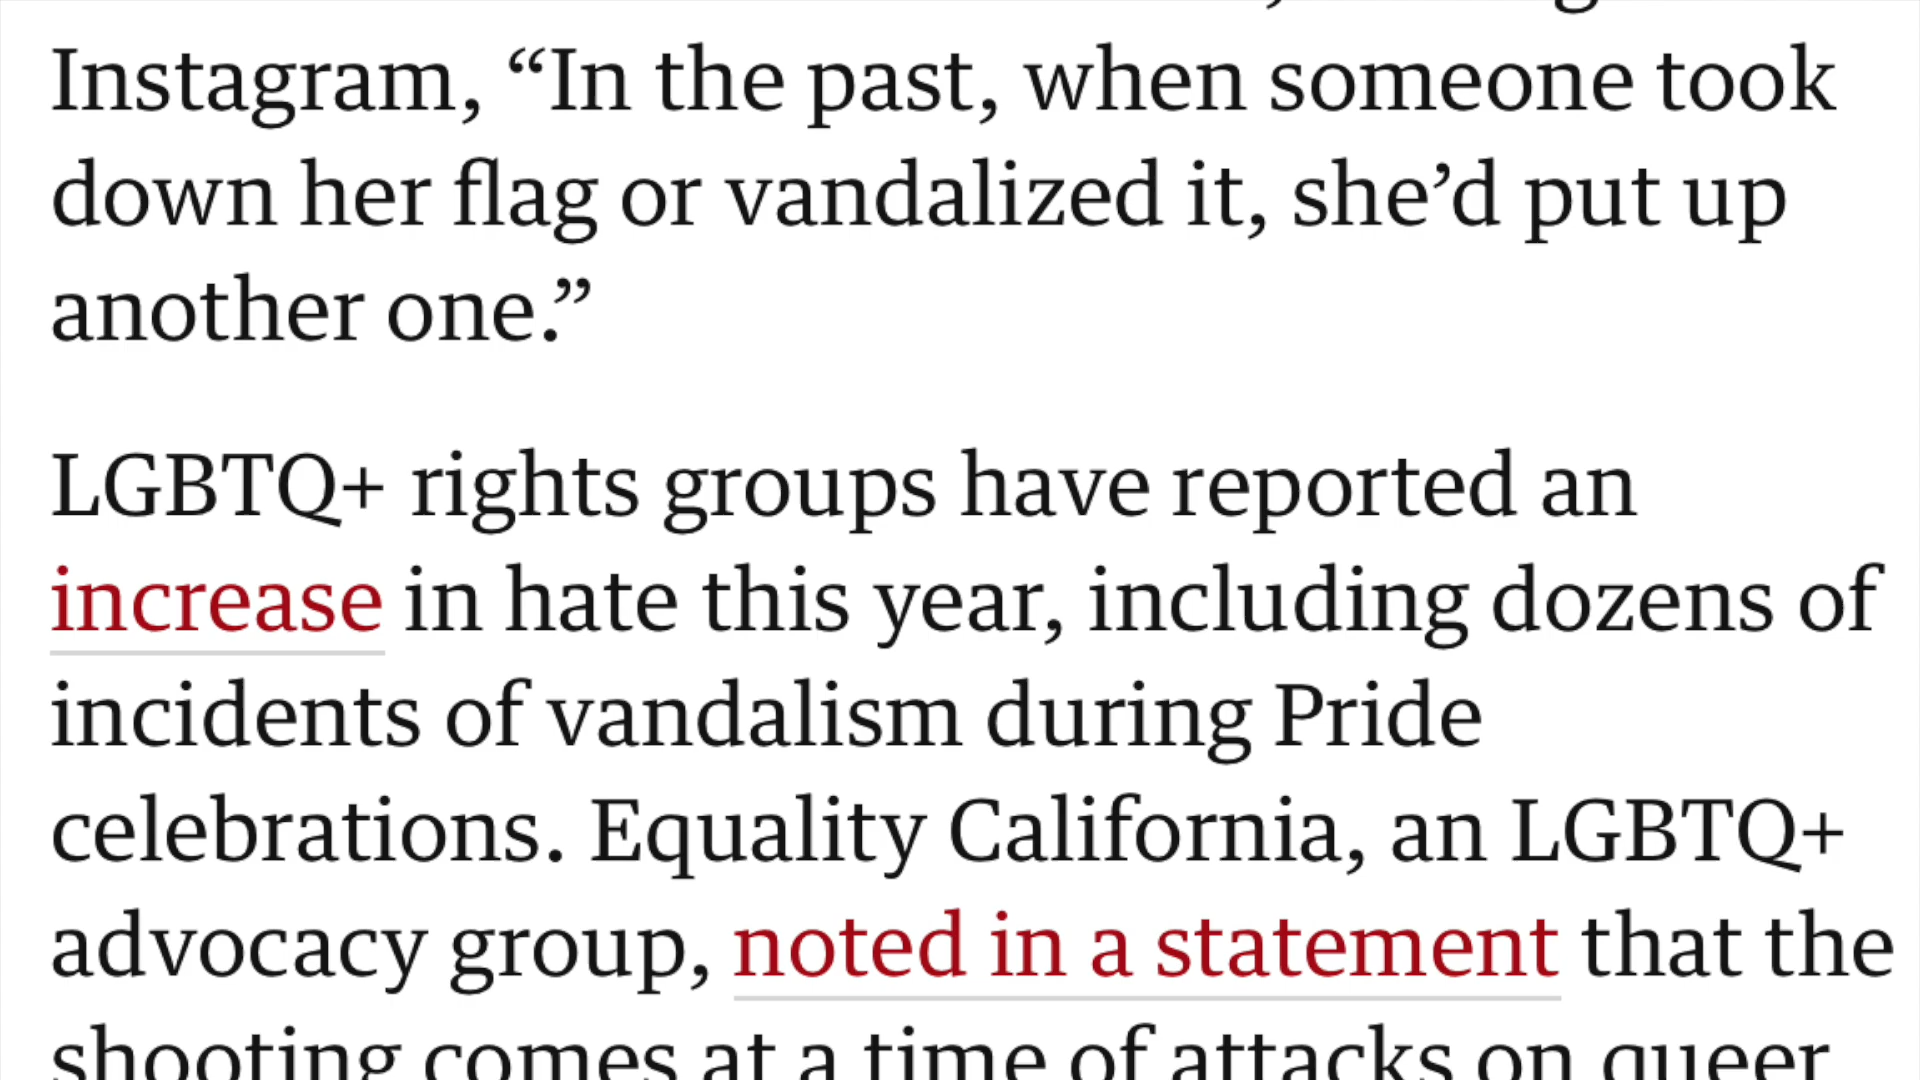 Instagram, “In the past, when someone took
down her flag or vandalized it, she’d put up
another one.”
LGBTQ+ rights groups have reported an
increase in hate this year, including dozens of
incidents of vandalism during Pride
celebrations. Equality California, an LGBTQ+
advocacy group, noted in a statement that the
shooting comes at a time of attacks on queer